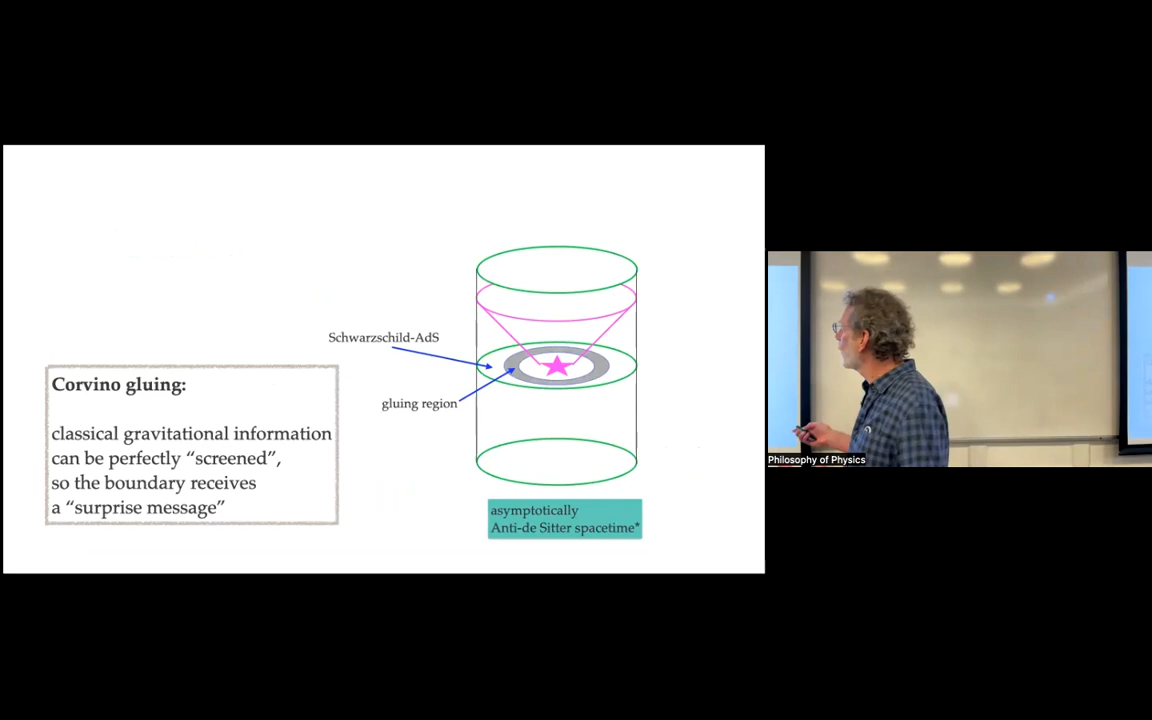 Schwarzschild-AdS
gluing region
Corvino gluing:
classical gravitational information
can be perfectly “screened”,
so the boundary receives
a “surprise message”
asymptotically
Anti-de Sitter spacetime*
Philosophy of Physics